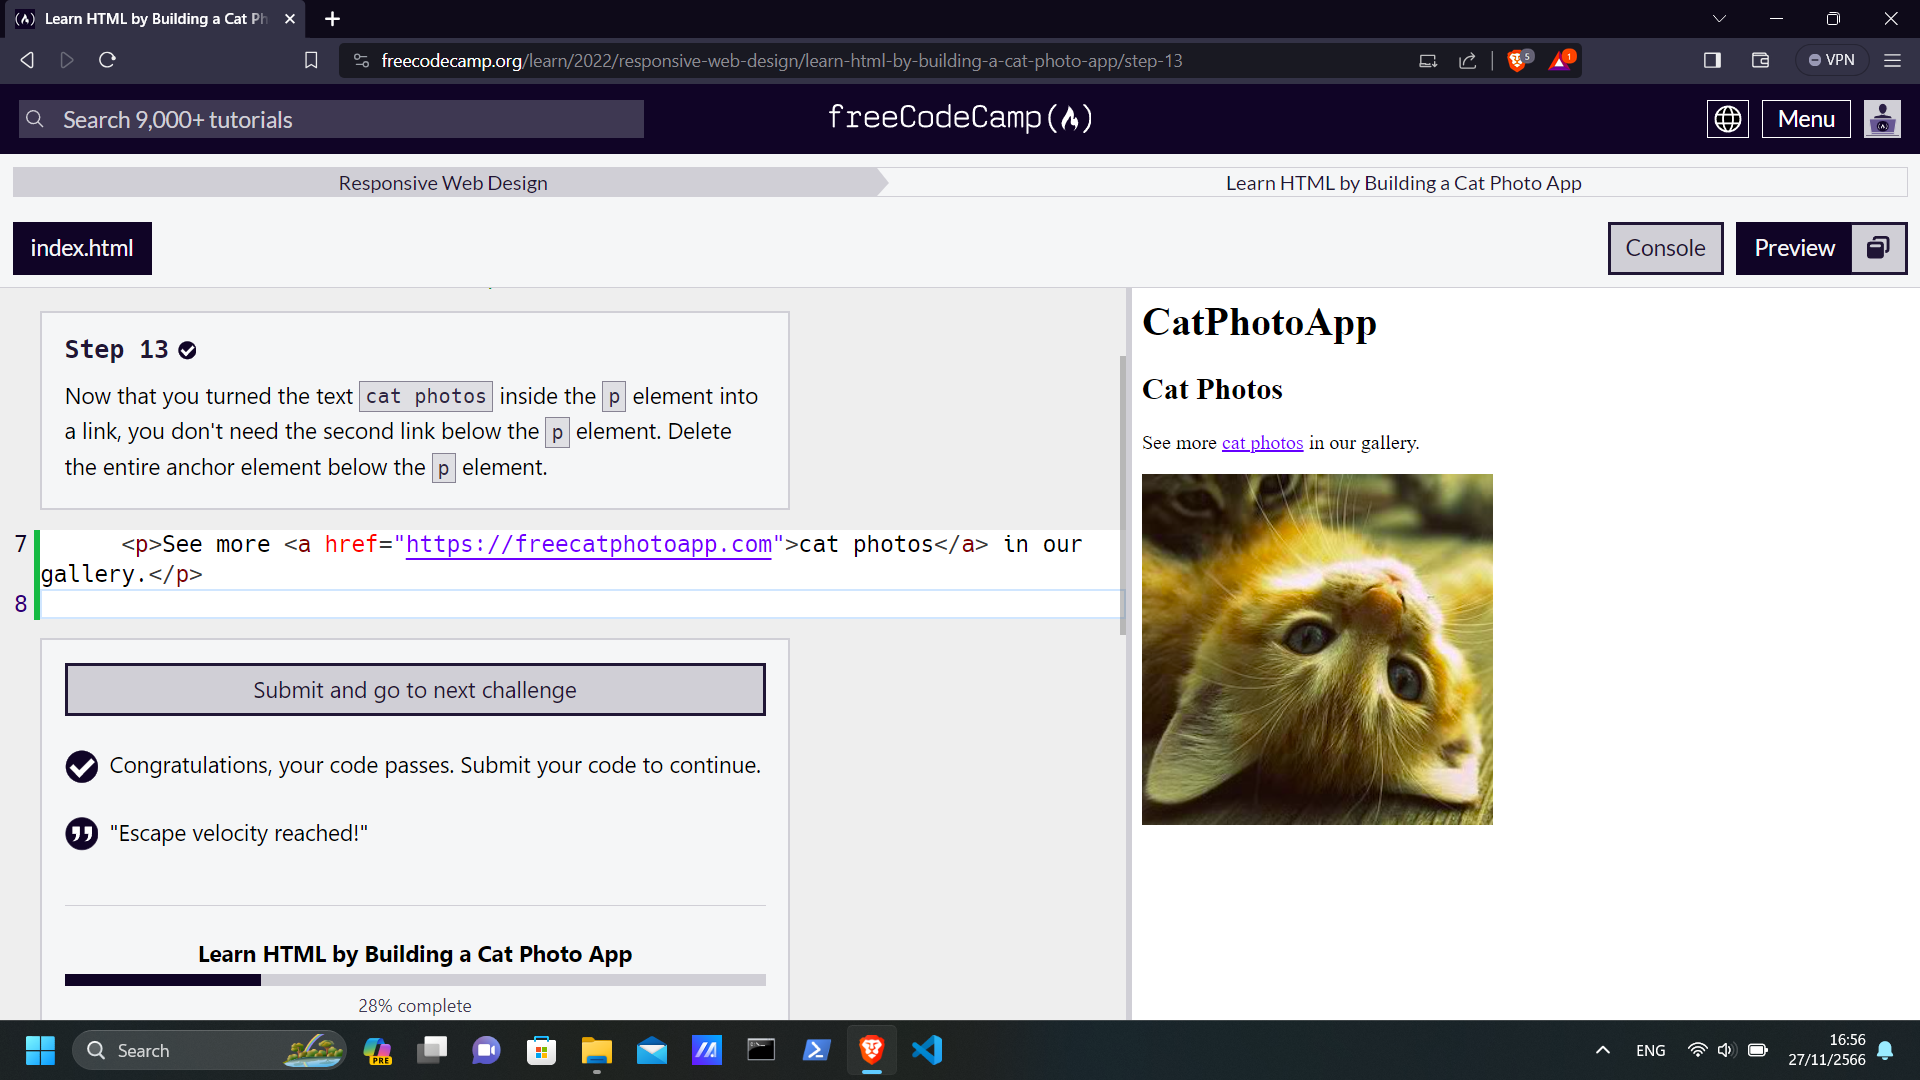 Learn HTML by Building a Cat Ph
freecodecamp.org/learn/2022/responsive-web-design/learn-html-by-building-a-cat-photo-app/step-13
5
1
VPN
Search 9,000+ tutorials
freeCodeCamp
Menu
Responsive Web Design
Learn HTML by Building a Cat Photo App
index.html
Console
Preview
Step 13
Now that you turned the text cat photos inside the p element into
a link, you don't need the second link below the p element. Delete
the entire anchor element below the p element.
7 <p>See more <a href="https://freecatphotoapp.com">cat photos</a> in our
gallery.</p>
8
Submit and go to next challenge
Congratulations, your code passes. Submit your code to continue.
"Escape velocity reached!"
Learn HTML by Building a Cat Photo App
28% complete
CatPhotoApp
Cat Photos
See more cat photos in our gallery.
Search
PRE
ENG
16:56
27/11/2566